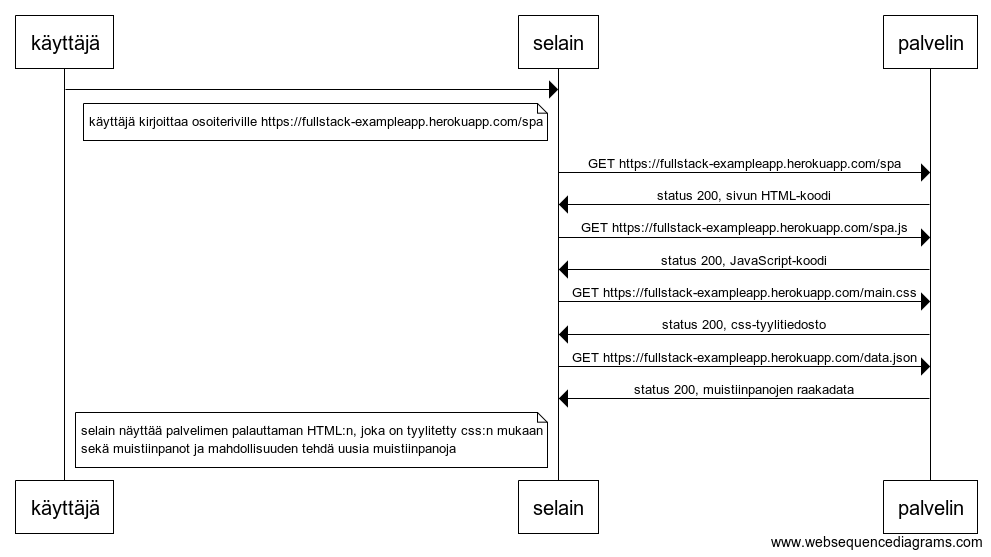 käyttäjä
selain
palvelin
käyttäjä kirjoittaa osoiteriville https://fullstack-exampleapp.herokuapp.com/spa
GET https://fullstack-exampleapp.herokuapp.com/spa
status 200, sivun HTML-koodi
GET https://fullstack-exampleapp.herokuapp.com/spa.js
status 200, JavaScript-koodi
GET https://fullstack-exampleapp.herokuapp.com/main.css
status 200, css-tyylitiedosto
GET https://fullstack-exampleapp.herokuapp.com/data.json
status 200, muistiinpanojen raakadata
selain näyttää palvelimen palauttaman HTML:n, joka on tyylitetty css:n mukaan
sekä muistiinpanot ja mahdollisuuden tehdä uusia muistiinpanoja
käyttäjä
selain
palvelin
www.websequencediagrams.com